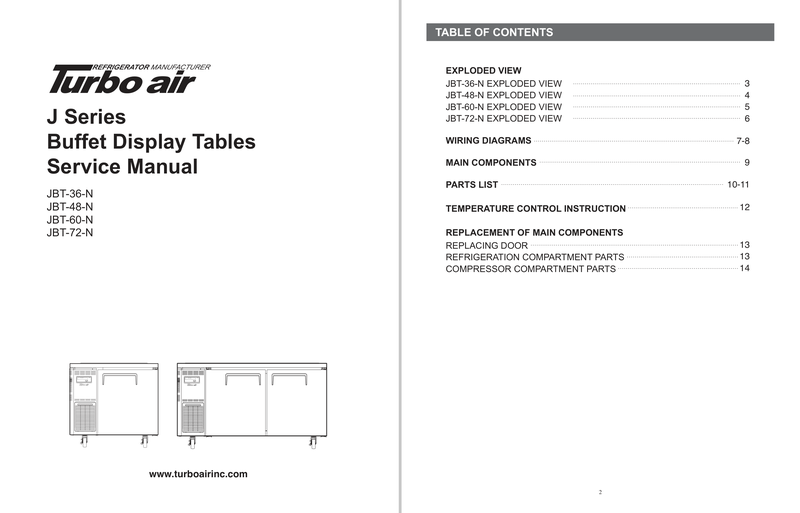 REFRIGERATOR MANUFACTURER
Turbo air
J Series
Buffet Display Tables
Service Manual
JBT-36-N
JBT-48-N
JBT-60-N
JBT-72-N
www.turboairinc.com
TABLE OF CONTENTS
EXPLODED VIEW
JBT-36-N EXPLODED VIEW 3
JBT-48-N EXPLODED VIEW 4
JBT-60-N EXPLODED VIEW 5
JBT-72-N EXPLODED VIEW 6
WIRING DIAGRAMS 7-8
MAIN COMPONENTS 9
PARTS LIST 10-11
TEMPERATURE CONTROL INSTRUCTION 12
REPLACEMENT OF MAIN COMPONENTS
REPLACING DOOR 13
REFRIGERATION COMPARTMENT PARTS 13
COMPRESSOR COMPARTMENT PARTS 14
2